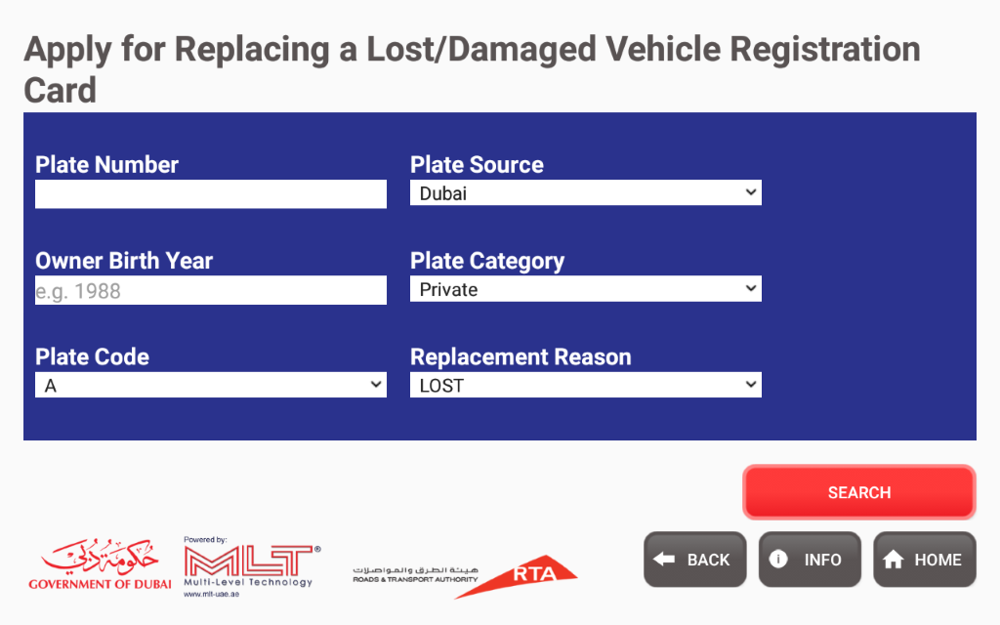 Apply for Replacing a Lost/Damaged Vehicle Registration
Card
Plate Number
Plate Source
Dubai
Owner Birth Year
e.g. 1988
Plate Category
Private
Plate Code
A
Replacement Reason
LOST
SEARCH
BACK
INFO
HOME
حكومة دبي
GOVERNMENT OF DUBAI
Powered by:
MLT®
Multi-Level Technology
www.mlt-uae.ae
هيئة الطرق والمواصلات
ROADS & TRANSPORT AUTHORITY
RTA